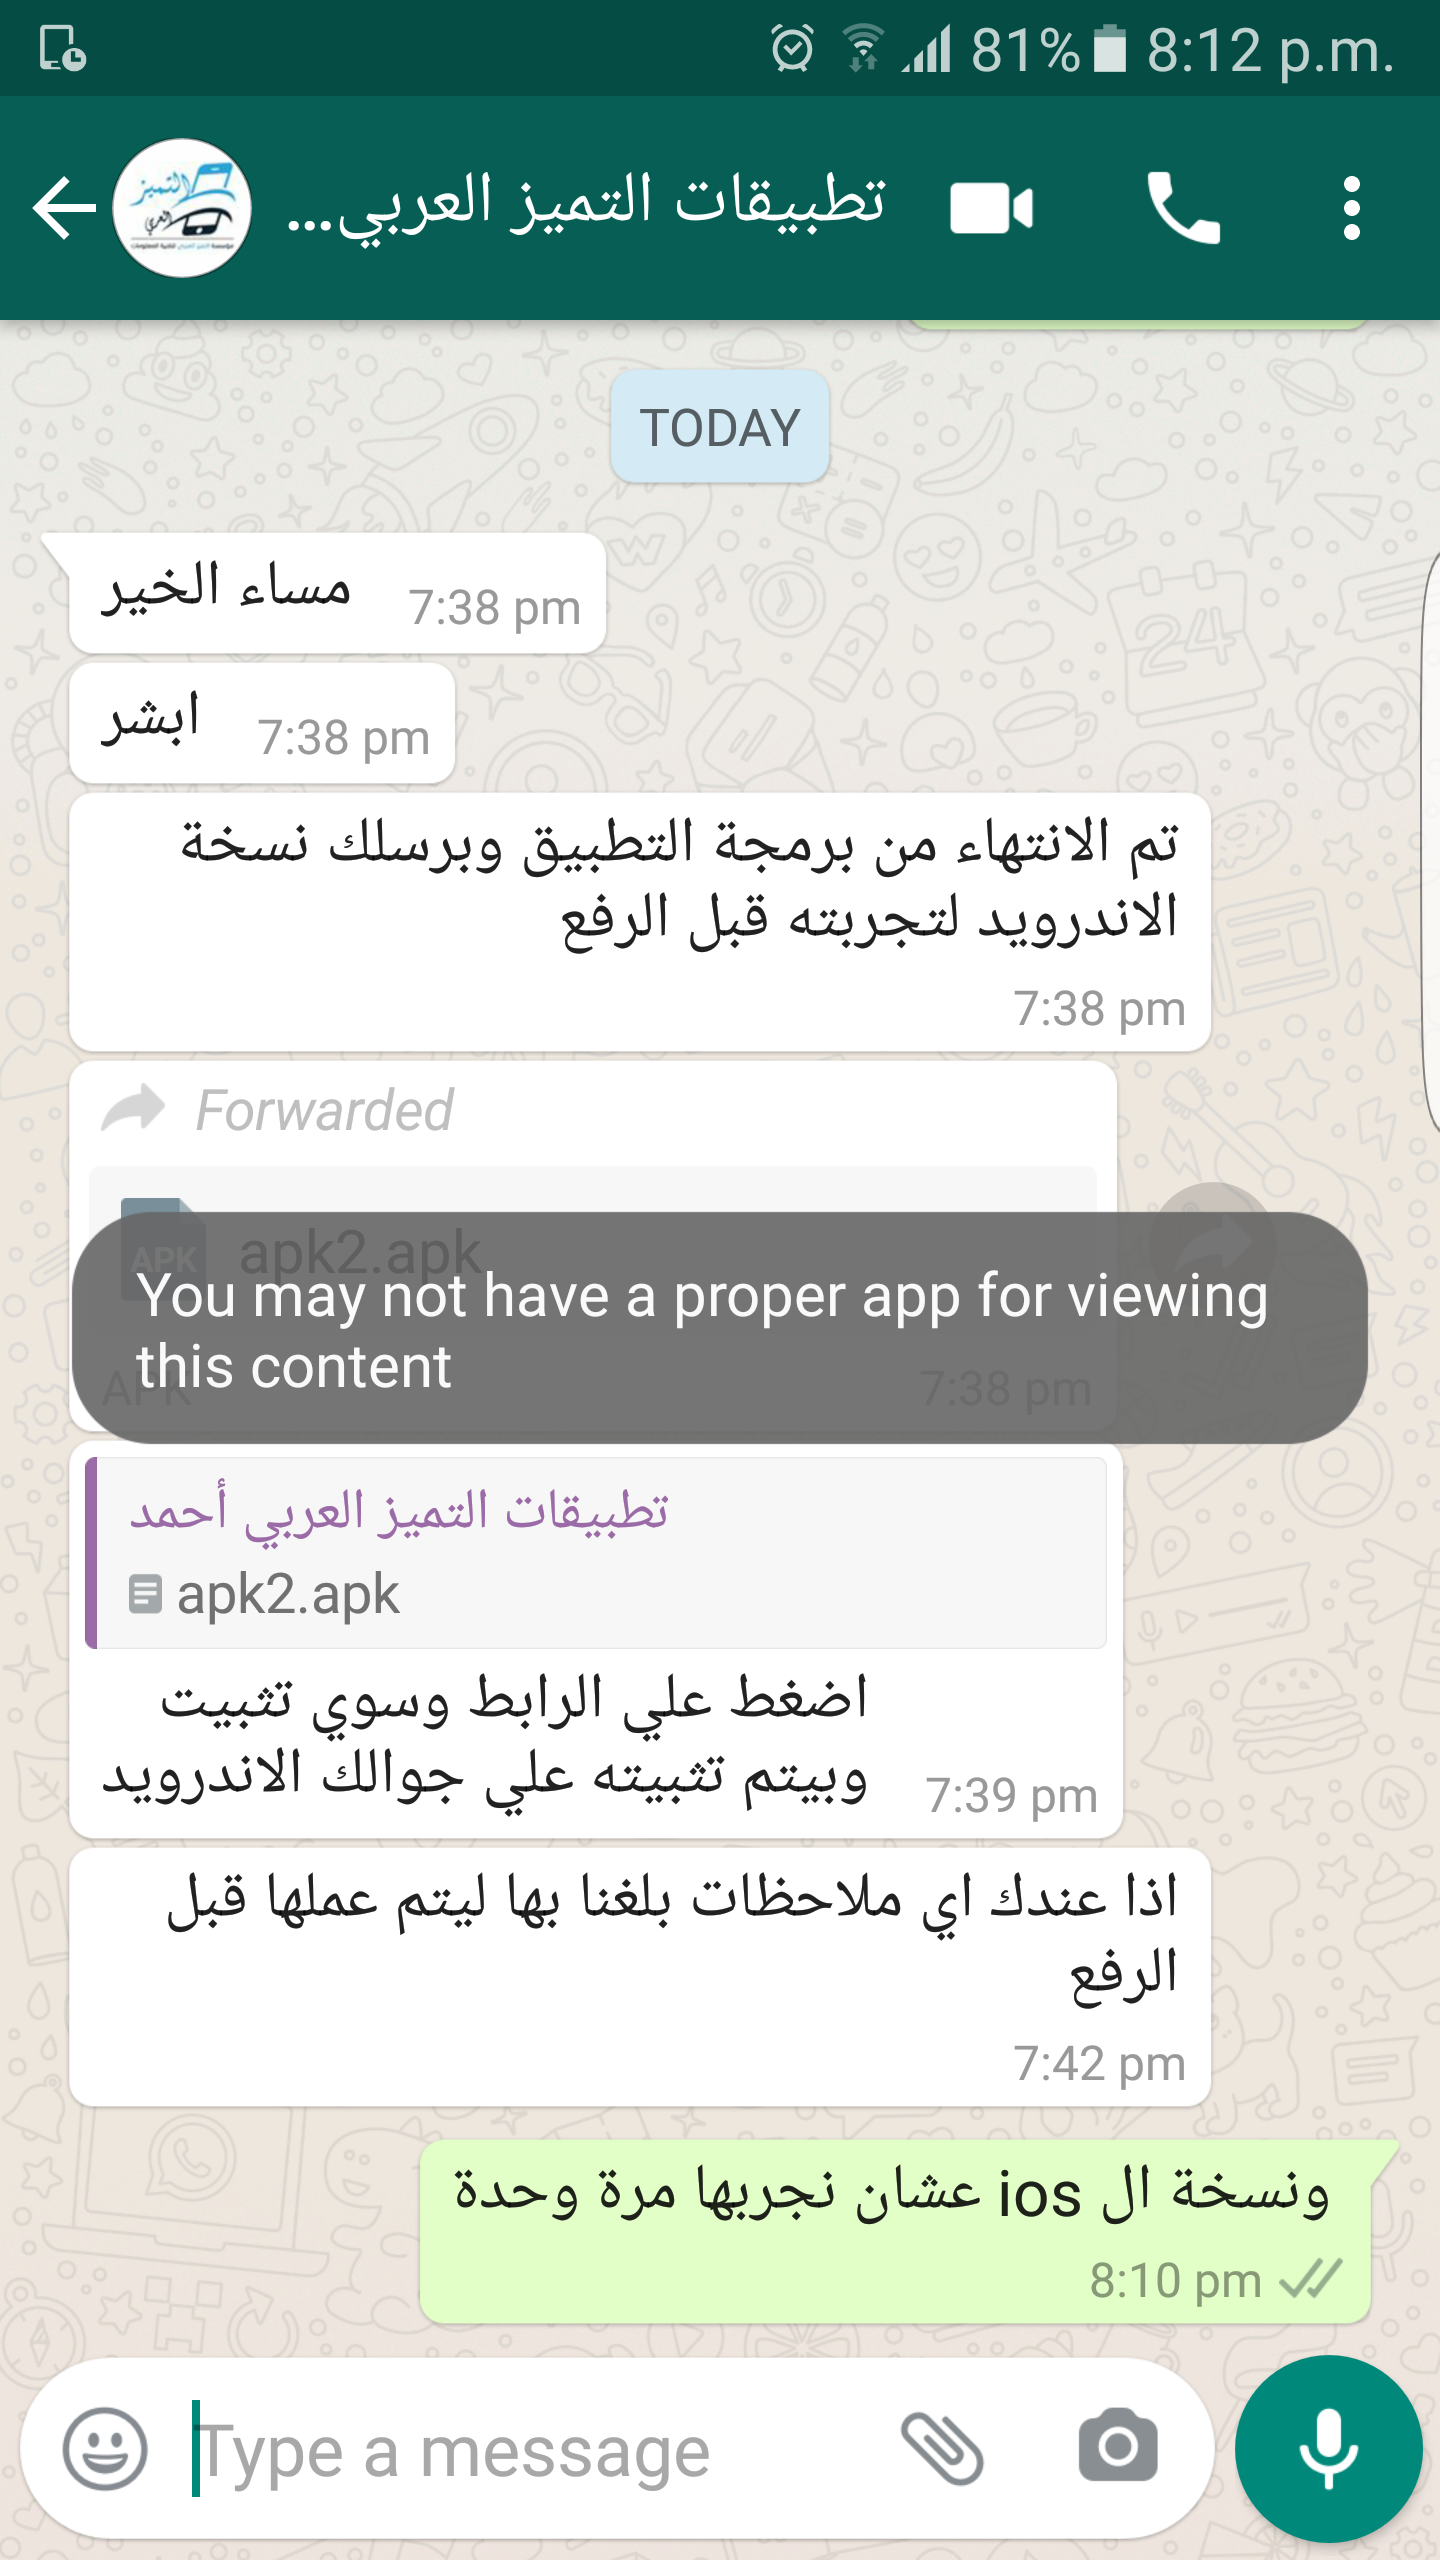 81% 8:12 p.m.
تطبيقات التميز العربي...
التميز
العربي
TODAY
مساء الخير 7:38 pm
ابشر 7:38 pm
تم الانتهاء من برمجة التطبيق وبرسلك نسخة
الاندرويد لتجربته قبل الرفع
7:38 pm
Forwarded
APK apk2.apk
You may not have a proper app for viewing
this content
APK 7:38 pm
تطبيقات التميز العربي أحمد
apk2.apk
اضغط علي الرابط وسوي تثبيت
وبيتم تثبيته علي جوالك الاندرويد 7:39 pm
اذا عندك اي ملاحظات بلغنا بها ليتم عملها قبل
الرفع
7:42 pm
ونسخة ال ios عشان نجربها مرة وحدة
8:10 pm
Type a message